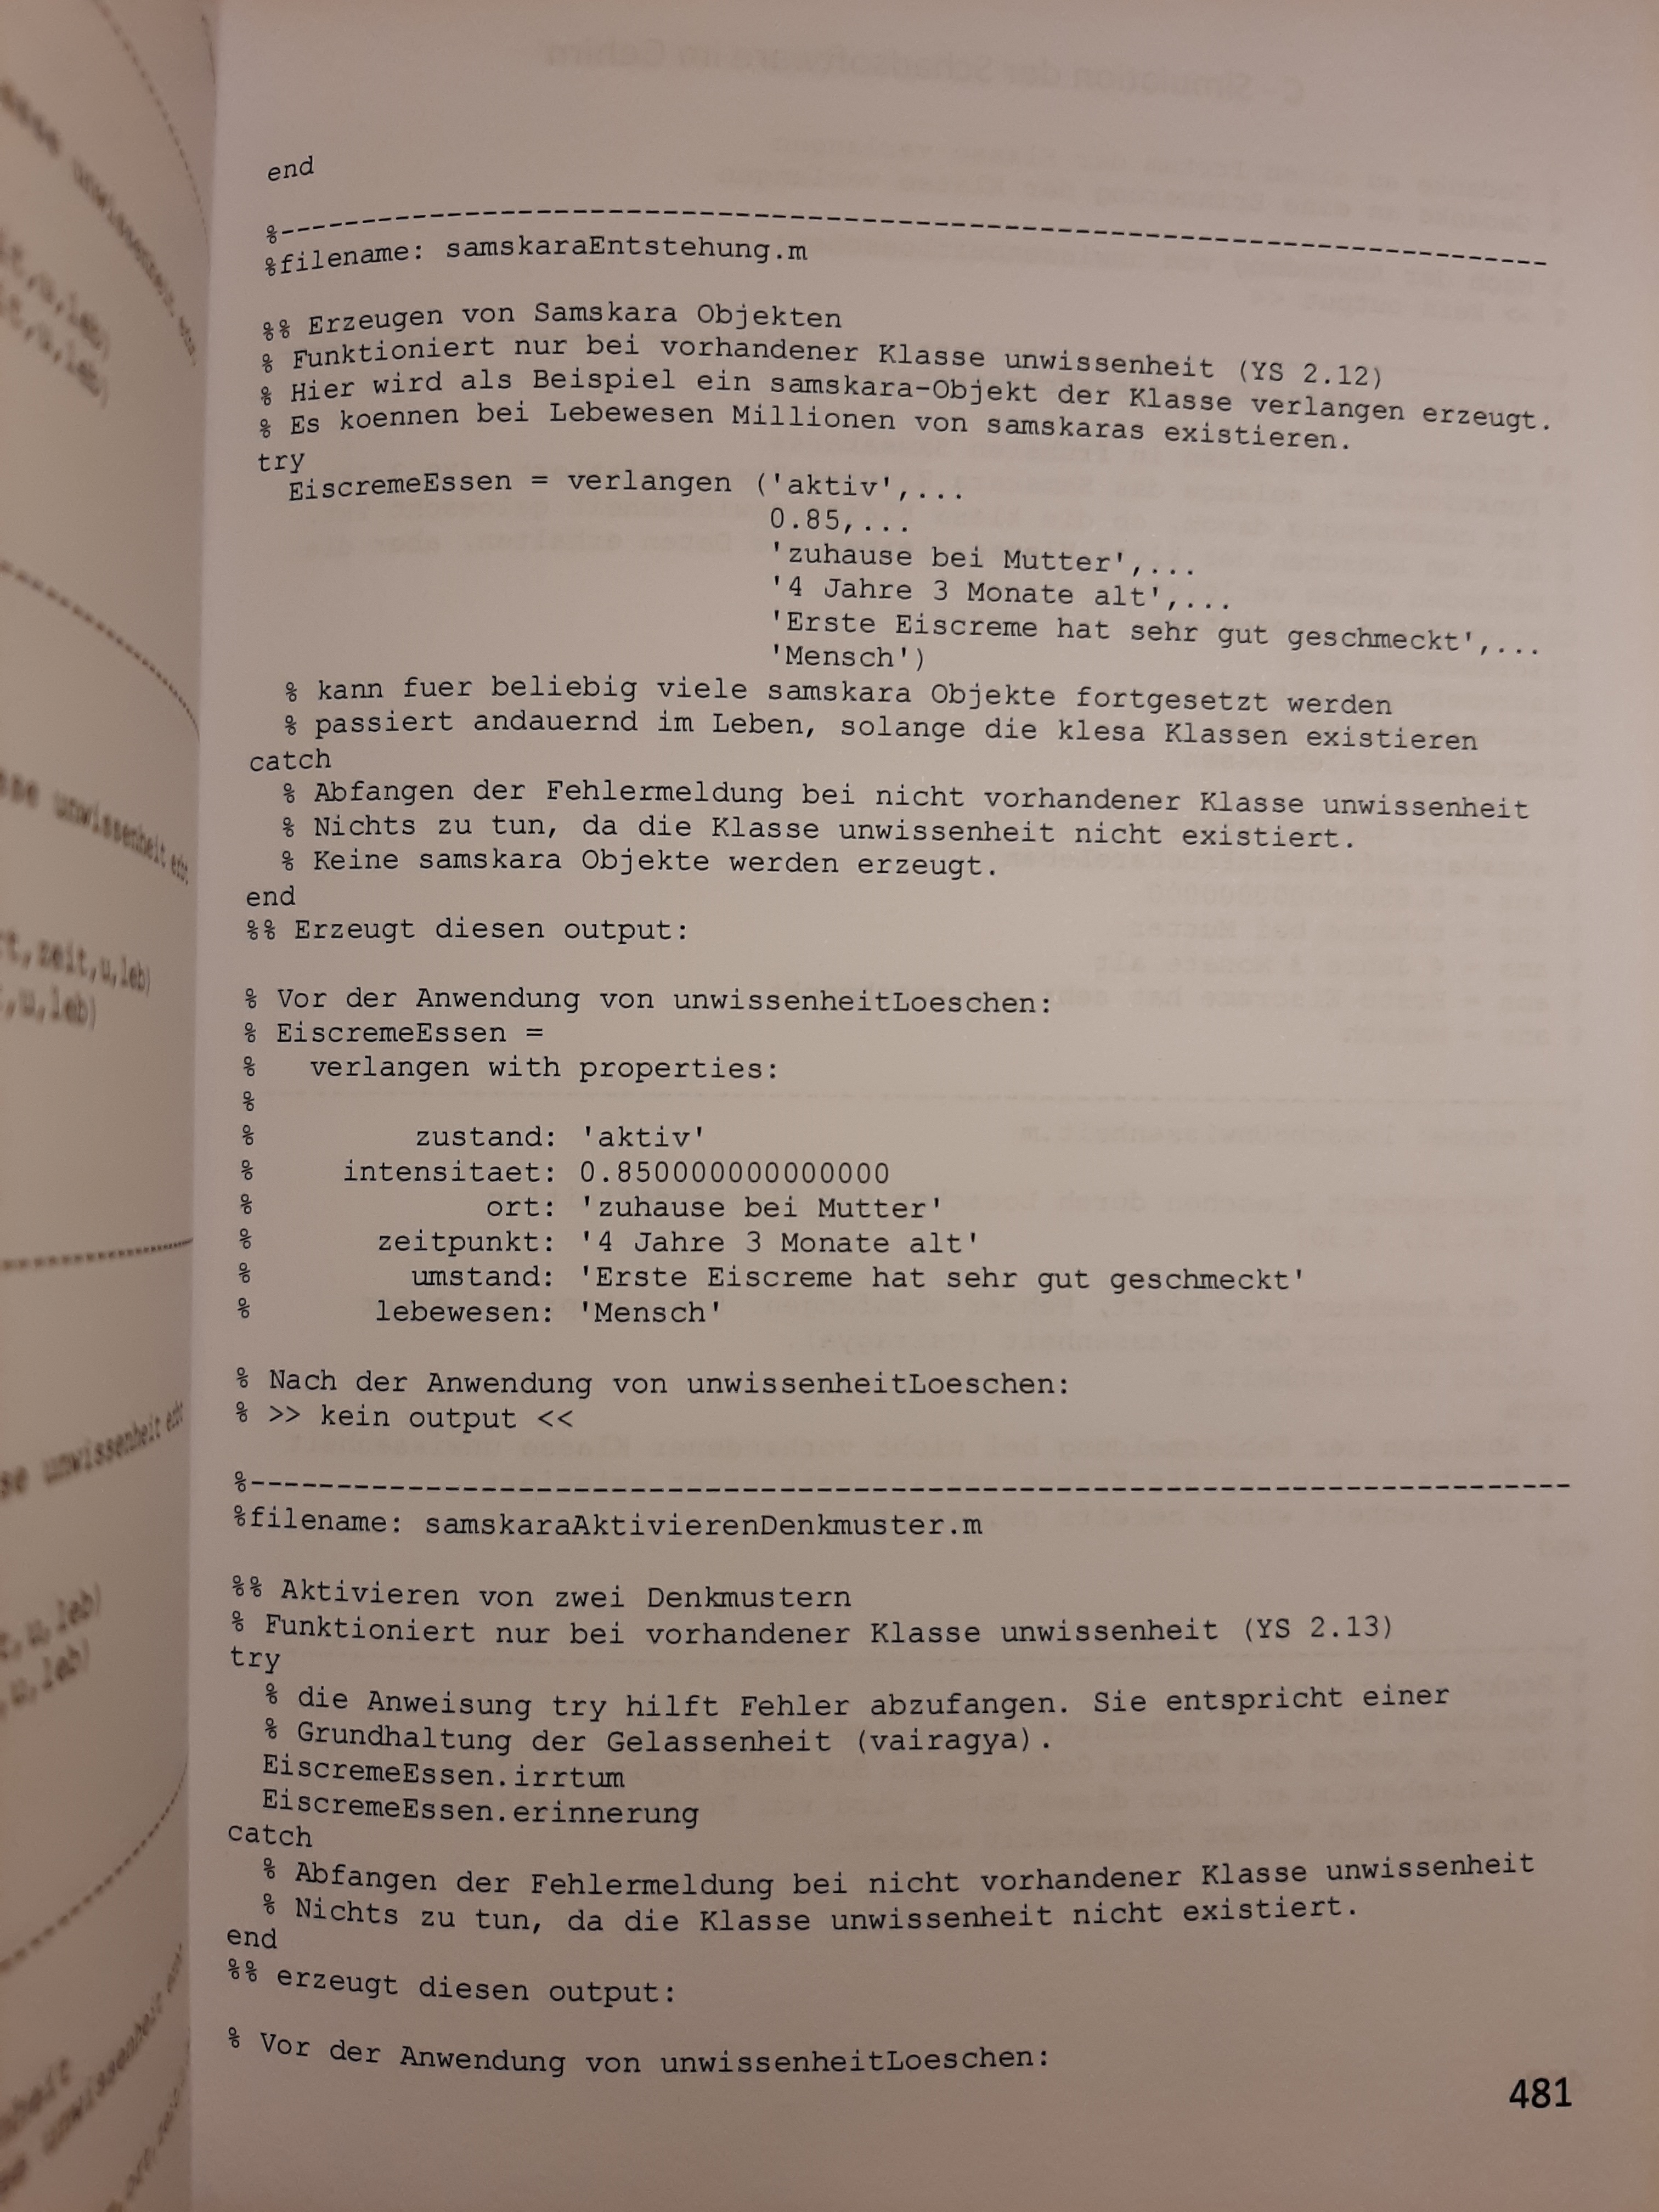 end
%---------------------------------------------------------------------------
%filename: samskaraEntstehung.m
%% Erzeugen von Samskara Objekten
% Funktioniert nur bei vorhandener Klasse unwissenheit (YS 2.12)
% Hier wird als Beispiel ein samskara-Objekt der Klasse verlangen erzeugt.
% Es koennen bei Lebewesen Millionen von samskaras existieren.
try
EiscremeEssen = verlangen ('aktiv',...
0.85,...
'zuhause bei Mutter',...
'4 Jahre 3 Monate alt',...
'Erste Eiscreme hat sehr gut geschmeckt',...
'Mensch')
% kann fuer beliebig viele samskara Objekte fortgesetzt werden
% passiert andauernd im Leben, solange die klesa Klassen existieren
catch
% Abfangen der Fehlermeldung bei nicht vorhandener Klasse unwissenheit
% Nichts zu tun, da die Klasse unwissenheit nicht existiert.
% Keine samskara Objekte werden erzeugt.
end
%% Erzeugt diesen output:
% Vor der Anwendung von unwissenheitLoeschen:
% EiscremeEssen =
% verlangen with properties:
%
% zustand: 'aktiv'
% intensitaet: 0.850000000000000
% ort: 'zuhause bei Mutter'
% zeitpunkt: '4 Jahre 3 Monate alt'
% umstand: 'Erste Eiscreme hat sehr gut geschmeckt'
% lebewesen: 'Mensch'
% Nach der Anwendung von unwissenheitLoeschen:
% >> kein output <<
%---------------------------------------------------------------------------
%filename: samskaraAktivierenDenkmuster.m
%% Aktivieren von zwei Denkmustern
% Funktioniert nur bei vorhandener Klasse unwissenheit (YS 2.13)
try
% die Anweisung try hilft Fehler abzufangen. Sie entspricht einer
% Grundhaltung der Gelassenheit (vairagya).
EiscremeEssen.irrtum
EiscremeEssen.erinnerung
catch
% Abfangen der Fehlermeldung bei nicht vorhandener Klasse unwissenheit
% Nichts zu tun, da die Klasse unwissenheit nicht existiert.
end
%% erzeugt diesen output:
% Vor der Anwendung von unwissenheitLoeschen:
481